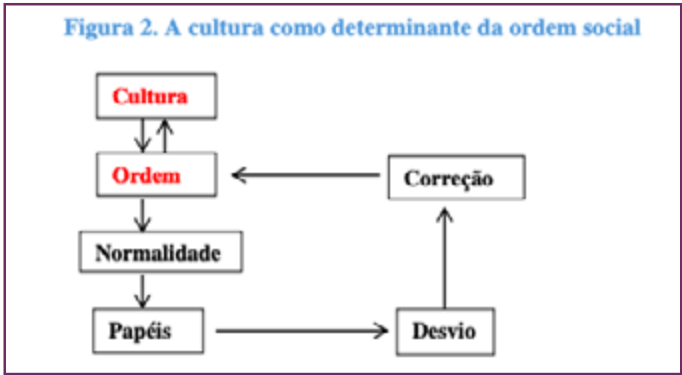 Figura 2. A cultura como determinante da ordem social
Cultura
Ordem
Correção
Normalidade
Papéis
Desvio